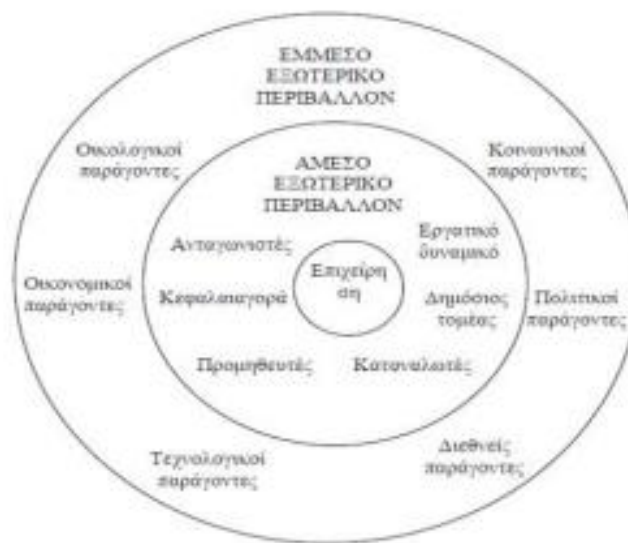 ΕΜΜΕΣΟ
ΕΞΩΤΕΡΙΚΟ
ΠΕΡΙΒΑΛΛΟΝ
Οικολογικοί
παράγοντες
Κοινωνικοί
παράγοντες
ΑΜΕΣΟ
ΕΞΩΤΕΡΙΚΟ
ΠΕΡΙΒΑΛΛΟΝ
Ανταγωνιστές
Εργατικό
δυναμικό
Επιχείρη
ση
Οικονομικοί
παράγοντες
Κεφαλαιαγορά
Δημόσιος
τομέας
Πολιτικοί
παράγοντες
Προμηθευτές
Καταναλωτές
Τεχνολογικοί
παράγοντες
Διεθνείς
παράγοντες